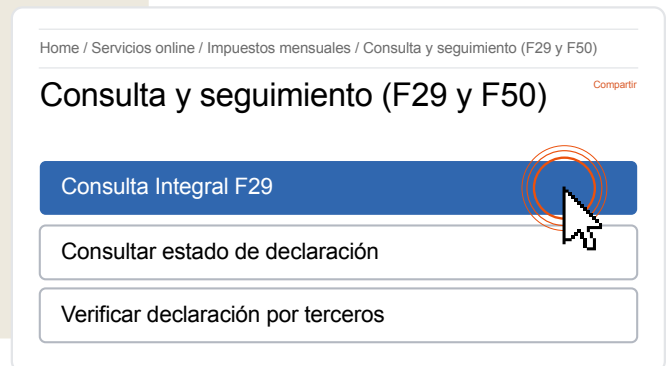 Home / Servicios online / Impuestos mensuales / Consulta y seguimiento (F29 y F50)
Consulta y seguimiento (F29 y F50)
Compartir
Consulta Integral F29
Consultar estado de declaración
Verificar declaración por terceros